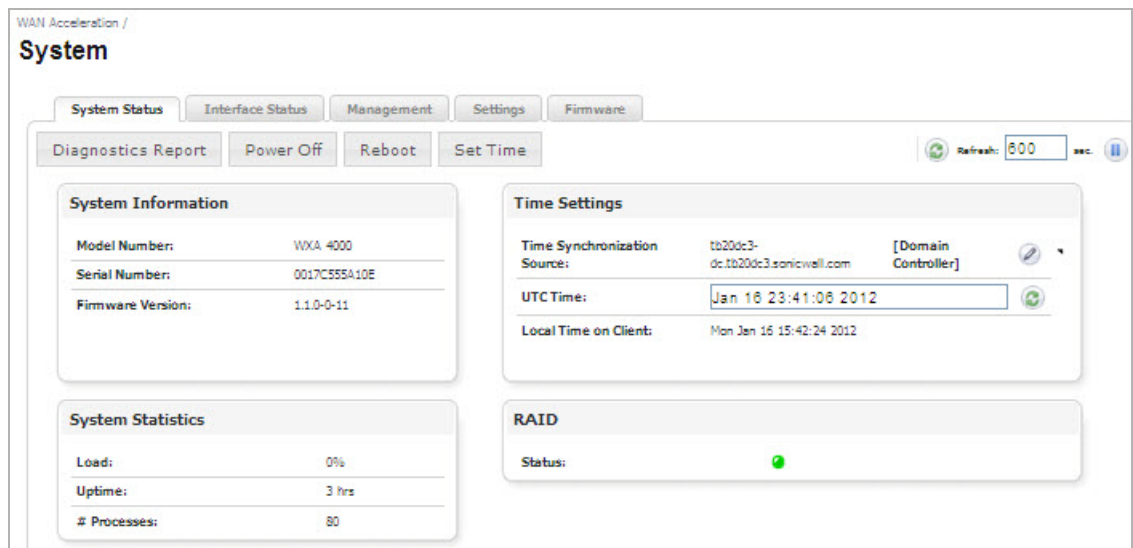 WAN Acceleration /
System
System Status Interface Status Management Settings Firmware
Diagnostics Report Power Off Reboot Set Time Refresh: 600 sec.
System Information
Model Number: WXA 4000
Serial Number: 0017C555A10E
Firmware Version: 1.1.0-0-11
Time Settings
Time Synchronization Source: tb20dc3-dc.tb20dc3.sonicwall.com [Domain Controller]
UTC Time: Jan 16 23:41:06 2012
Local Time on Client: Mon Jan 16 15:42:24 2012
System Statistics
Load: 0%
Uptime: 3 hrs
# Processes: 80
RAID
Status: